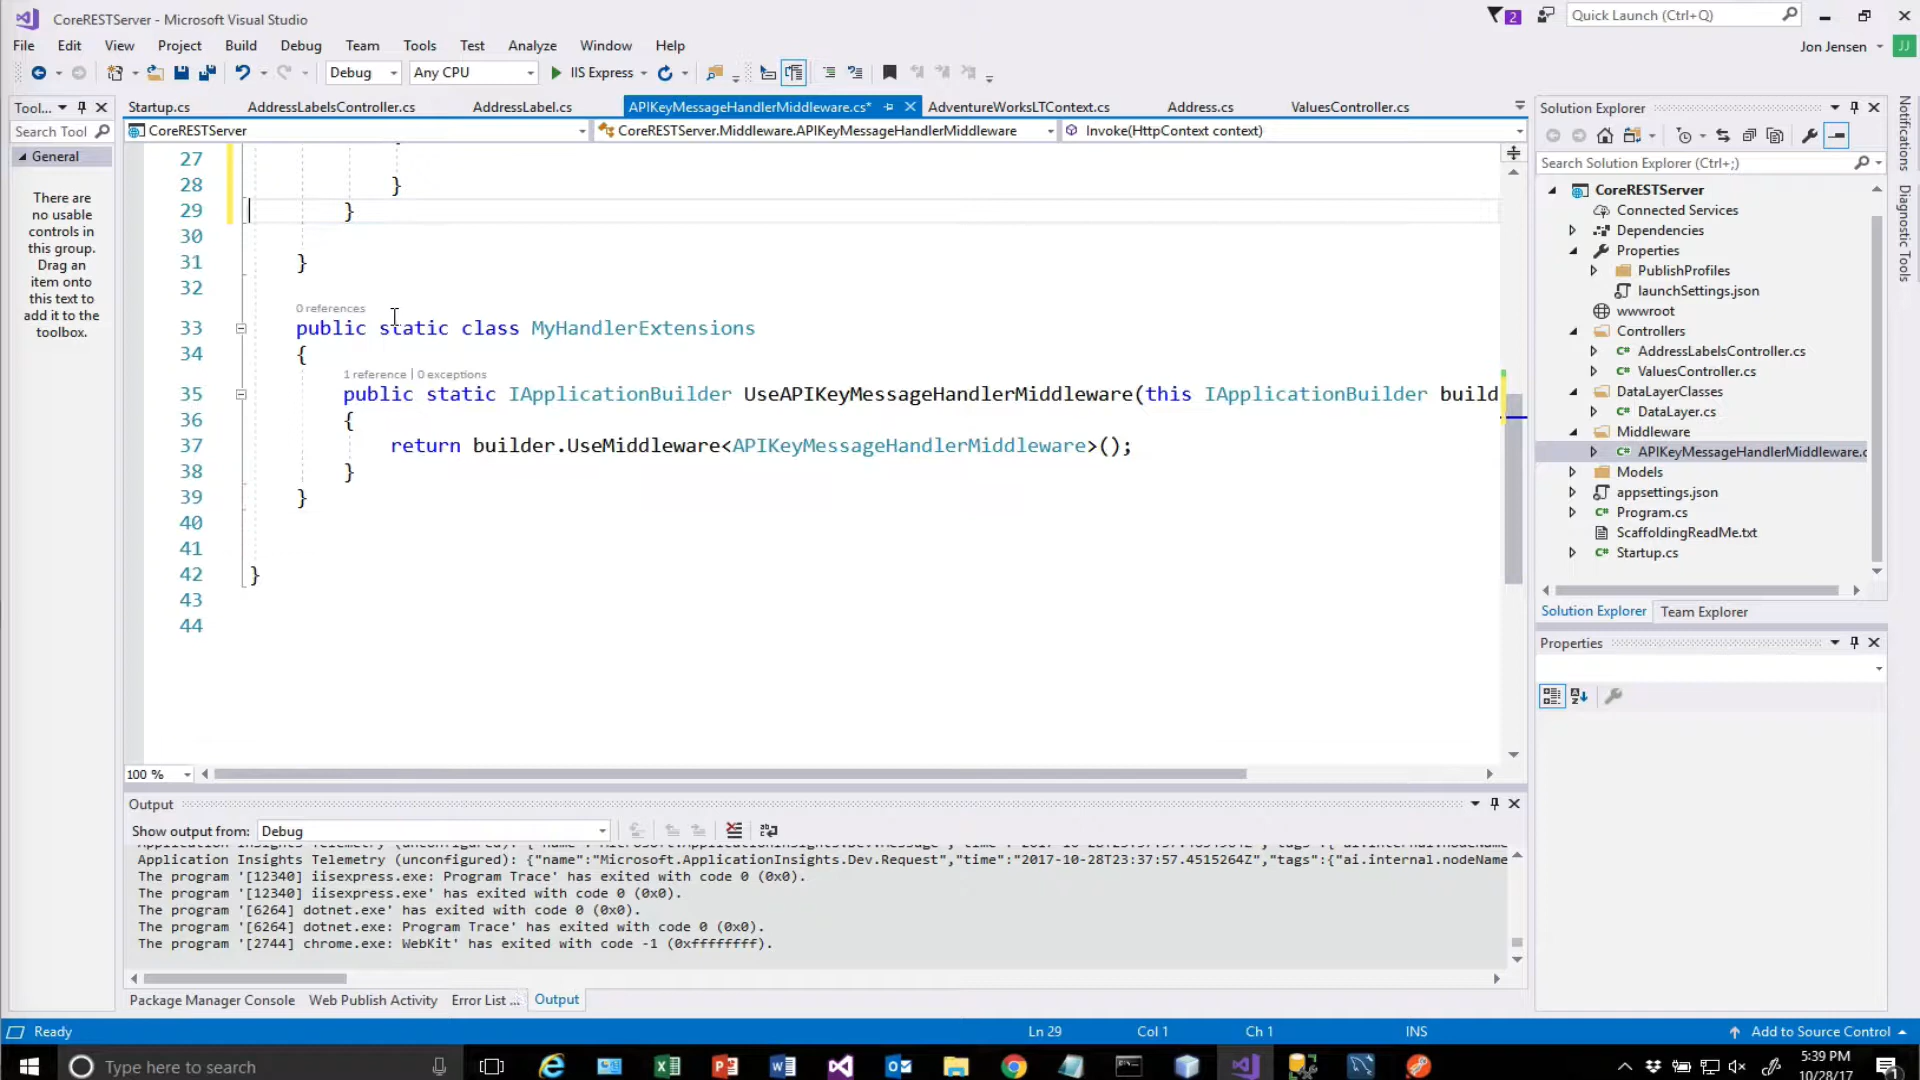 CoreRESTServer - Microsoft Visual Studio
2
Quick Launch (Ctrl+Q)
File Edit View Project Build Debug Team Tools Test Analyze Window Help
Jon Jensen JJ
Debug Any CPU IIS Express
Tool...
Startup.cs AddressLabelsController.cs AddressLabel.cs APIKeyMessageHandlerMiddleware.cs* AdventureWorksLTContext.cs Address.cs ValuesController.cs
Search Tool
CoreRESTServer CoreRESTServer.Middleware.APIKeyMessageHandlerMiddleware Invoke(HttpContext context)
General
There are
no usable
controls in
this group.
Drag an
item onto
this text to
add it to the
toolbox.
27
28 }
29 }
30
31 }
32
0 references
33 public static class MyHandlerExtensions
34 {
1 reference | 0 exceptions
35 public static IApplicationBuilder UseAPIKeyMessageHandlerMiddleware(this IApplicationBuilder build
36 {
37 return builder.UseMiddleware<APIKeyMessageHandlerMiddleware>();
38 }
39 }
40
41
42 }
43
44
100 %
Output
Show output from: Debug
Application Insights Telemetry (unconfigured): {"name":"Microsoft.ApplicationInsights.Dev.Request","time":"2017-10-28T23:37:57.4515264Z","tags":{"ai.internal.nodeName
The program '[12340] iisexpress.exe: Program Trace' has exited with code 0 (0x0).
The program '[12340] iisexpress.exe' has exited with code 0 (0x0).
The program '[6264] dotnet.exe' has exited with code 0 (0x0).
The program '[6264] dotnet.exe: Program Trace' has exited with code 0 (0x0).
The program '[2744] chrome.exe: WebKit' has exited with code -1 (0xffffffff).
Package Manager Console Web Publish Activity Error List ... Output
Solution Explorer
Search Solution Explorer (Ctrl+;)
CoreRESTServer
Connected Services
Dependencies
Properties
PublishProfiles
launchSettings.json
wwwroot
Controllers
C# AddressLabelsController.cs
C# ValuesController.cs
DataLayerClasses
C# DataLayer.cs
Middleware
C# APIKeyMessageHandlerMiddleware.c
Models
appsettings.json
C# Program.cs
ScaffoldingReadMe.txt
C# Startup.cs
Solution Explorer Team Explorer
Properties
Notifications
Diagnostic Tools
Ready Ln 29 Col 1 Ch 1 INS Add to Source Control
Type here to search
5:39 PM
10/28/17
1